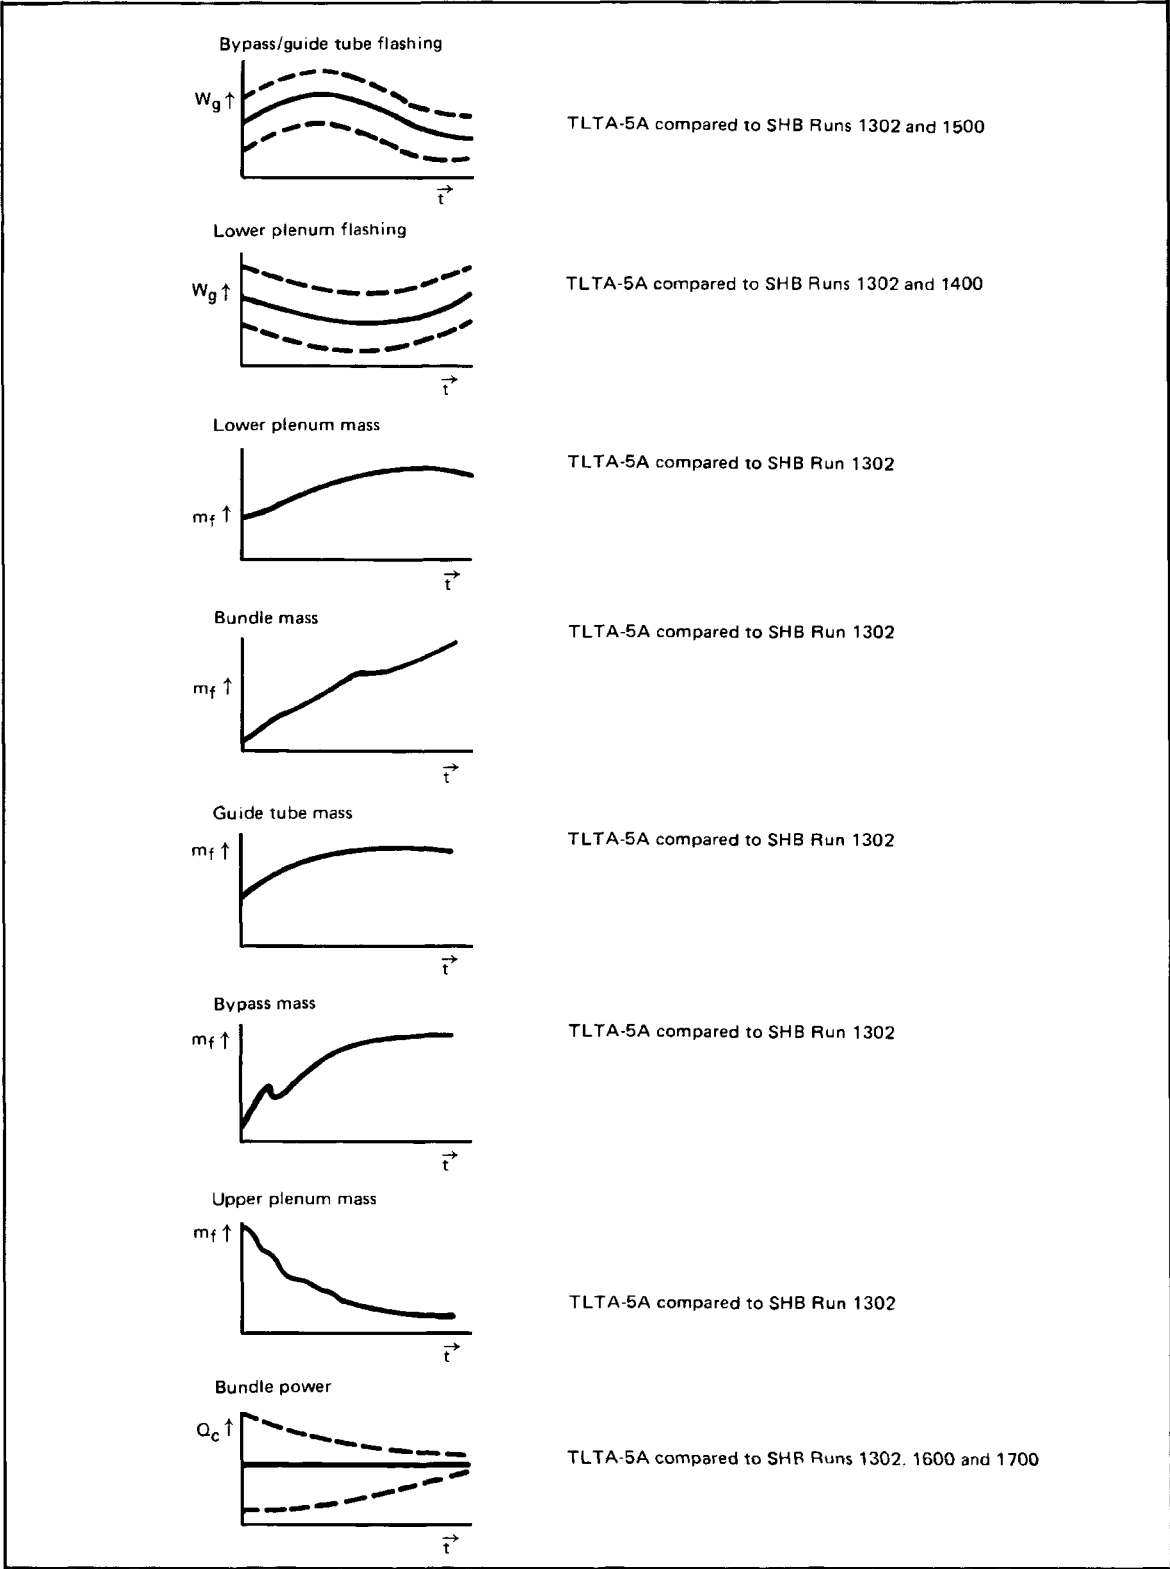 Bypass/guide tube flashing
Wg ↑
t→
TLTA-5A compared to SHB Runs 1302 and 1500
Lower plenum flashing
Wg ↑
t→
TLTA-5A compared to SHB Runs 1302 and 1400
Lower plenum mass
mf ↑
t→
TLTA-5A compared to SHB Run 1302
Bundle mass
mf ↑
t→
TLTA-5A compared to SHB Run 1302
Guide tube mass
mf ↑
t→
TLTA-5A compared to SHB Run 1302
Bypass mass
mf ↑
t→
TLTA-5A compared to SHB Run 1302
Upper plenum mass
mf ↑
t→
TLTA-5A compared to SHB Run 1302
Bundle power
Qc ↑
t→
TLTA-5A compared to SHB Runs 1302. 1600 and 1700